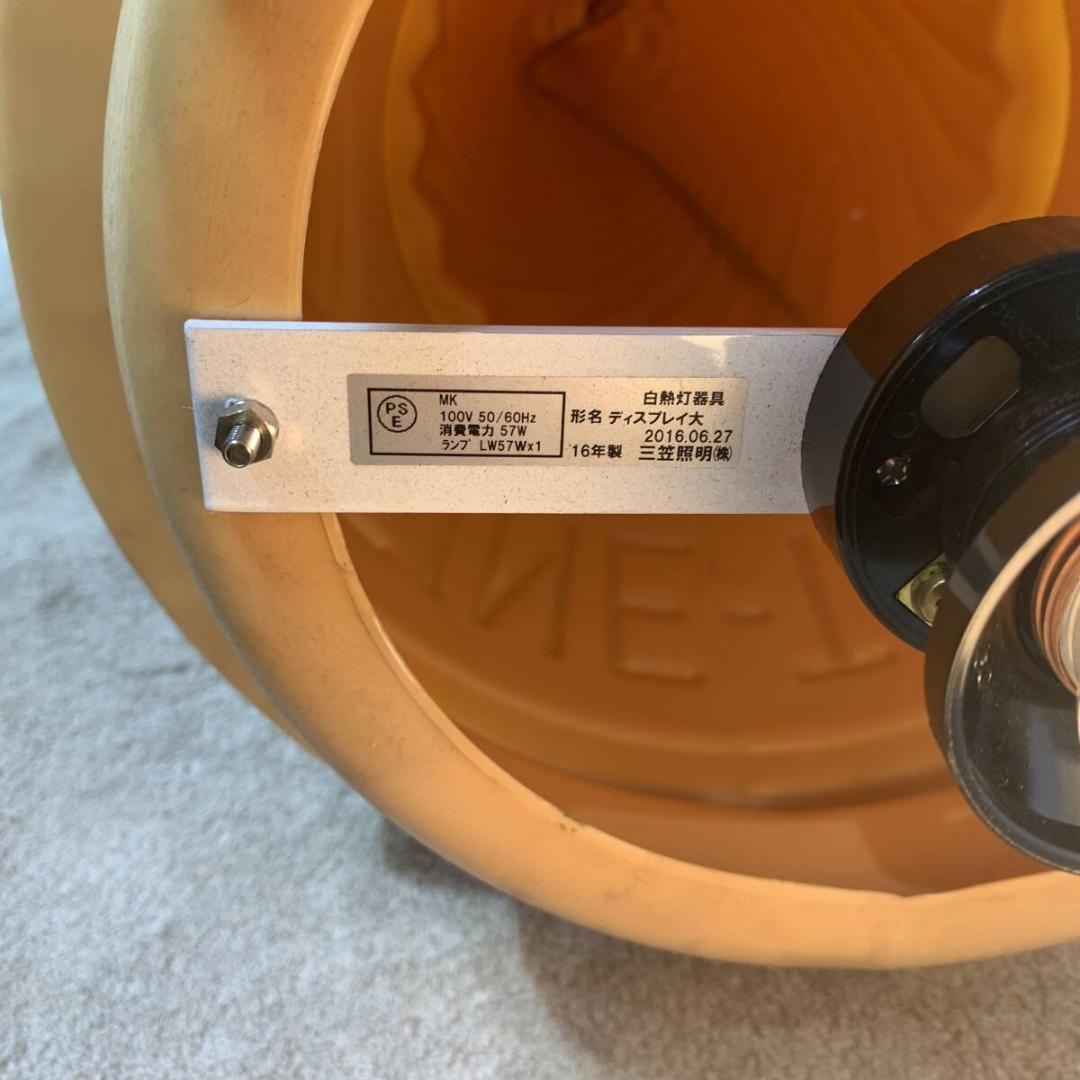 PS
E
MK
100V 50/60Hz
消費電力 57W
ランプ LW57Wx1
白熱灯器具
形名 ディスプレイ大
2016.06.27
'16年製 三笠照明㈱